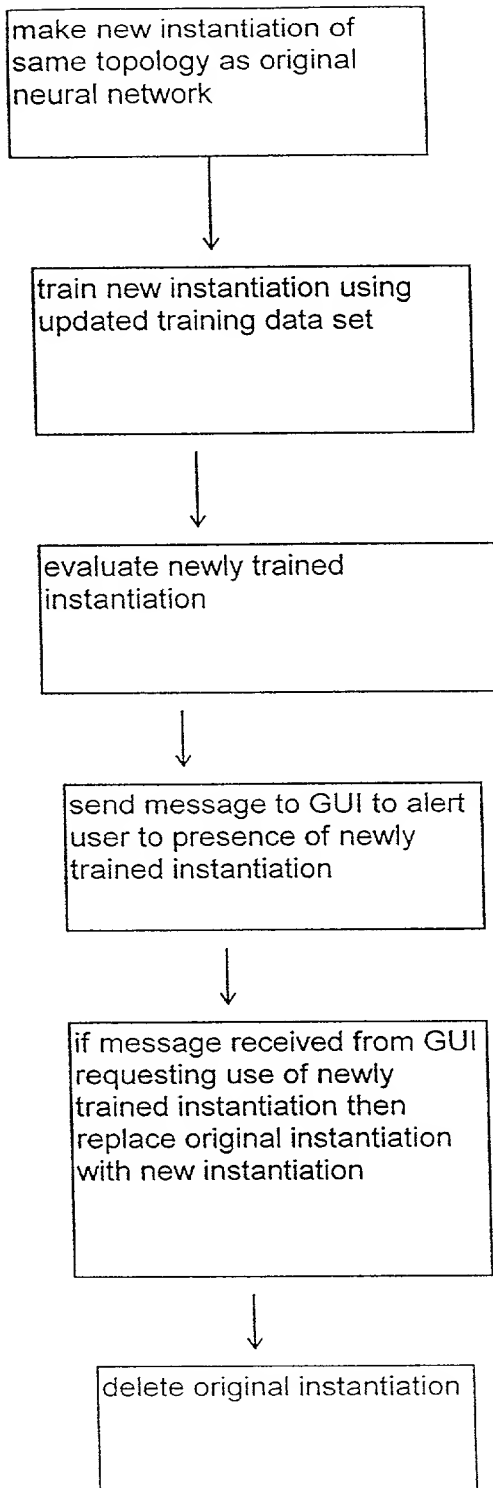 make new instantiation of
same topology as original
neural network
train new instantiation using
updated training data set
evaluate newly trained
instantiation
send message to GUI to alert
user to presence of newly
trained instantiation
if message received from GUI
requesting use of newly
trained instantiation then
replace original instantiation
with new instantiation
delete original instantiation